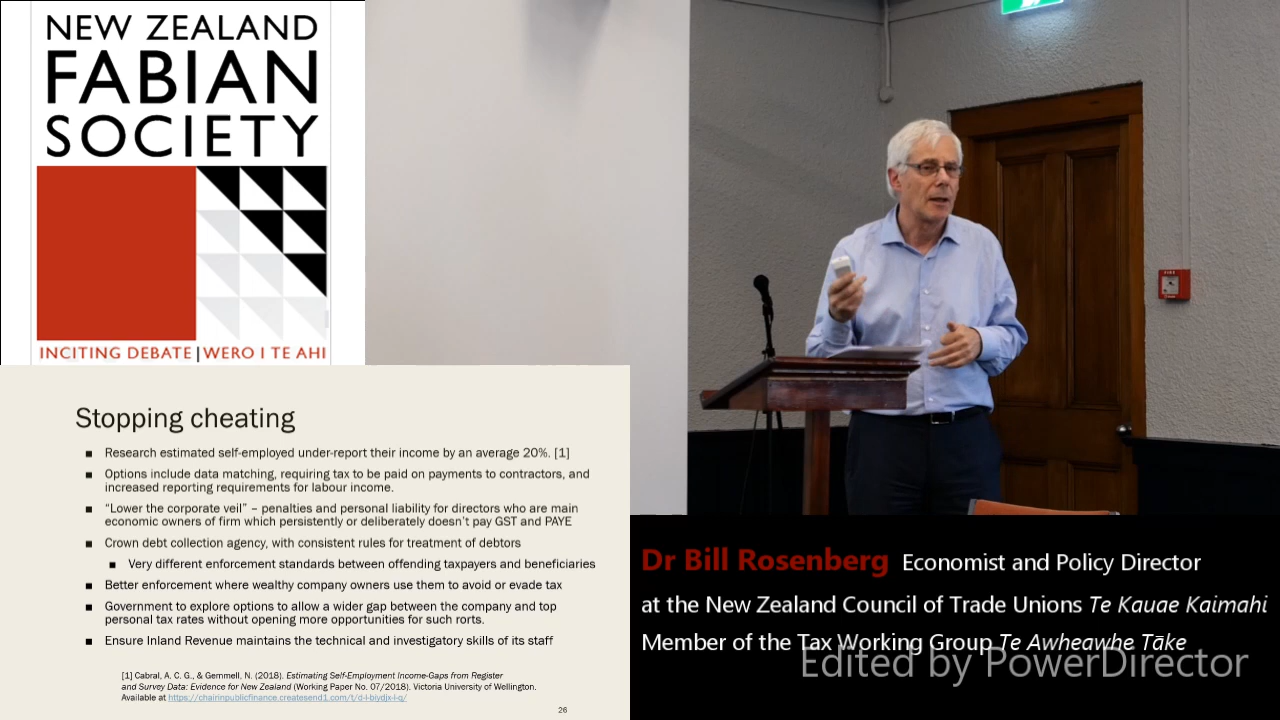 NEW ZEALAND
FABIAN
SOCIETY
INCITING DEBATE | WERO I TE AHI
Stopping cheating
■ Research estimated self-employed under-report their income by an average 20%. [1]
■ Options include data matching, requiring tax to be paid on payments to contractors, and
increased reporting requirements for labour income.
■ “Lower the corporate veil” – penalties and personal liability for directors who are main
economic owners of firm which persistently or deliberately doesn’t pay GST and PAYE
■ Crown debt collection agency, with consistent rules for treatment of debtors
■ Very different enforcement standards between offending taxpayers and beneficiaries
■ Better enforcement where wealthy company owners use them to avoid or evade tax
■ Government to explore options to allow a wider gap between the company and top
personal tax rates without opening more opportunities for such rorts.
■ Ensure Inland Revenue maintains the technical and investigatory skills of its staff
[1] Cabral, A. C. G., & Gemmell, N. (2018). Estimating Self-Employment Income-Gaps from Register
and Survey Data: Evidence for New Zealand (Working Paper No. 07/2018). Victoria University of Wellington.
Available at https://chairinpublicfinance.createsend1.com/t/d-l-biydjx-l-q/
26
FIRE
Dr Bill Rosenberg Economist and Policy Director
at the New Zealand Council of Trade Unions Te Kauae Kaimahi
Member of the Tax Working Group Te Awheawhe Tāke
Edited by PowerDirector